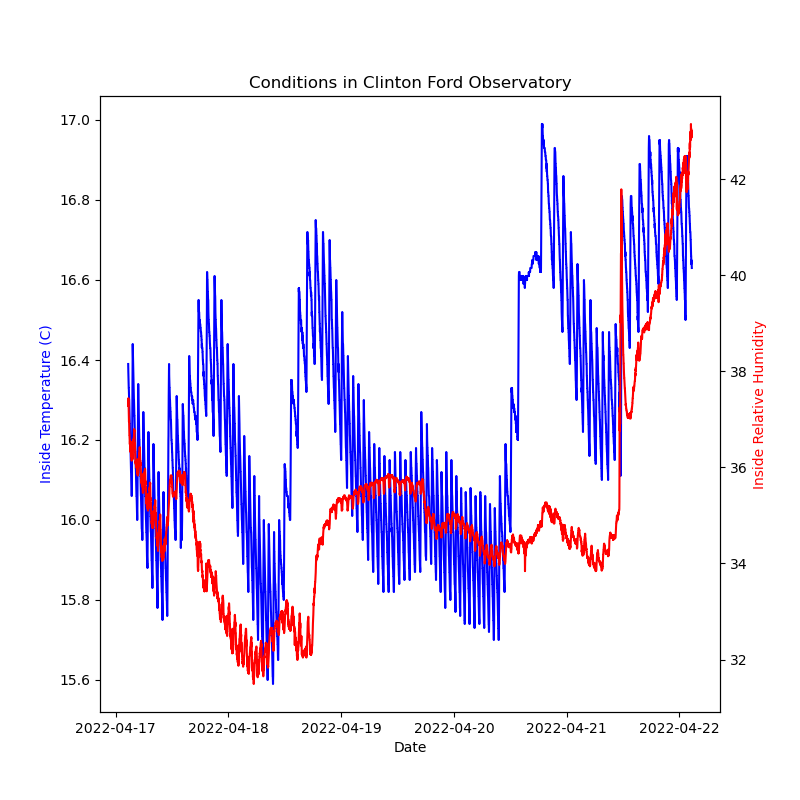 Conditions in Clinton Ford Observatory
Inside Temperature (C)
17.0
16.8
16.6
16.4
16.2
16.0
15.8
15.6
42
40
38
36
34
32
Inside Relative Humidity
2022-04-17 2022-04-18 2022-04-19 2022-04-20 2022-04-21 2022-04-22
Date